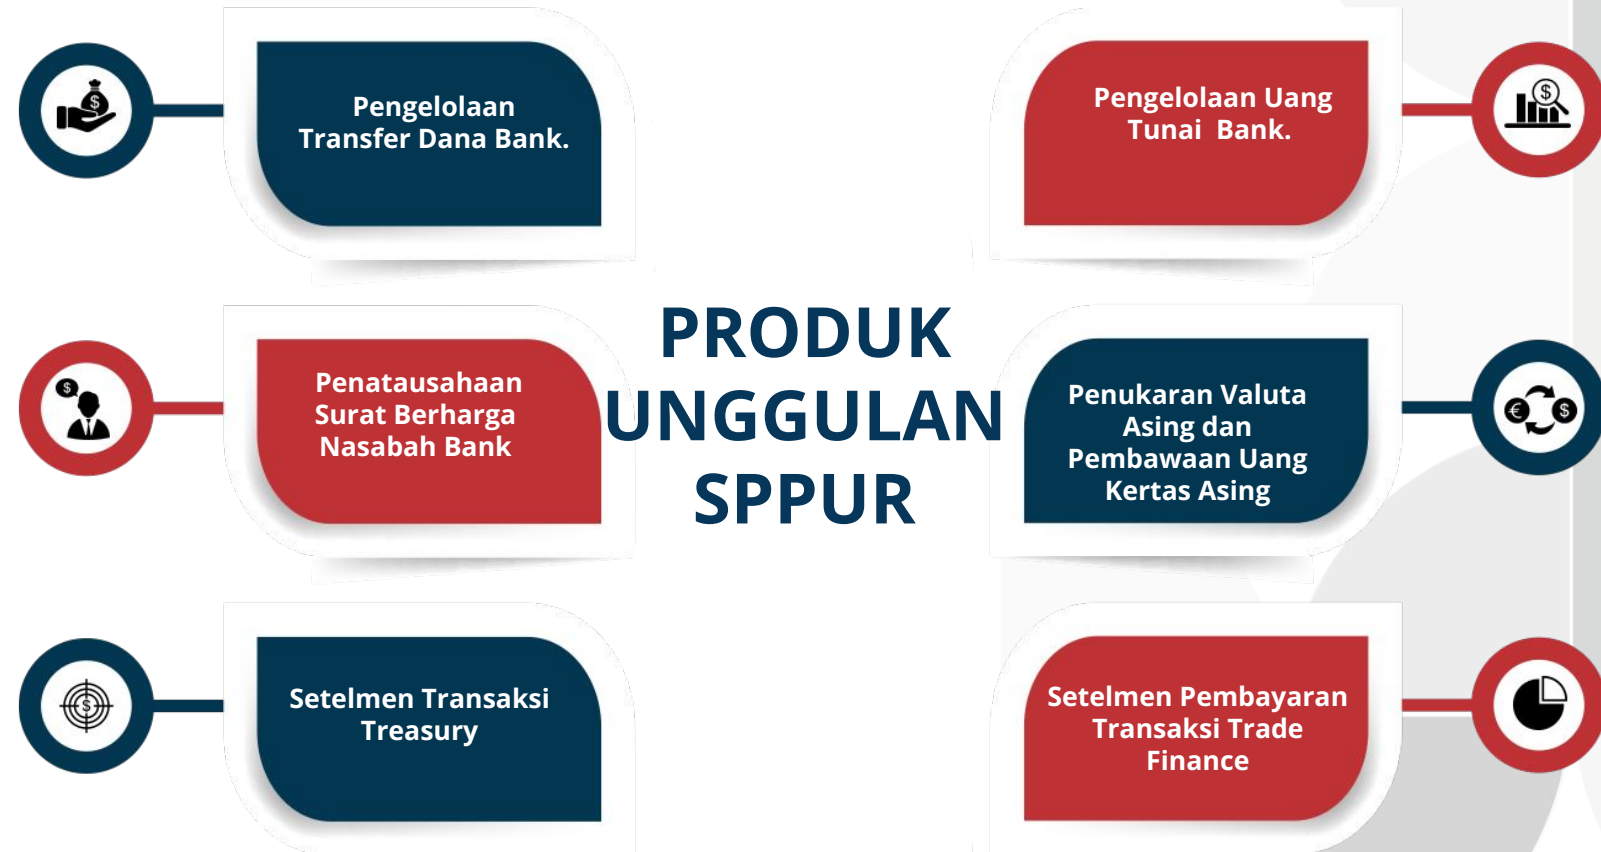 Pengelolaan
Transfer Dana Bank.
Pengelolaan Uang
Tunai Bank.
PRODUK
UNGGULAN
SPPUR
Penatausahaan
Surat Berharga
Nasabah Bank
Penukaran Valuta
Asing dan
Pembawaan Uang
Kertas Asing
Setelmen Transaksi
Treasury
Setelmen Pembayaran
Transaksi Trade
Finance